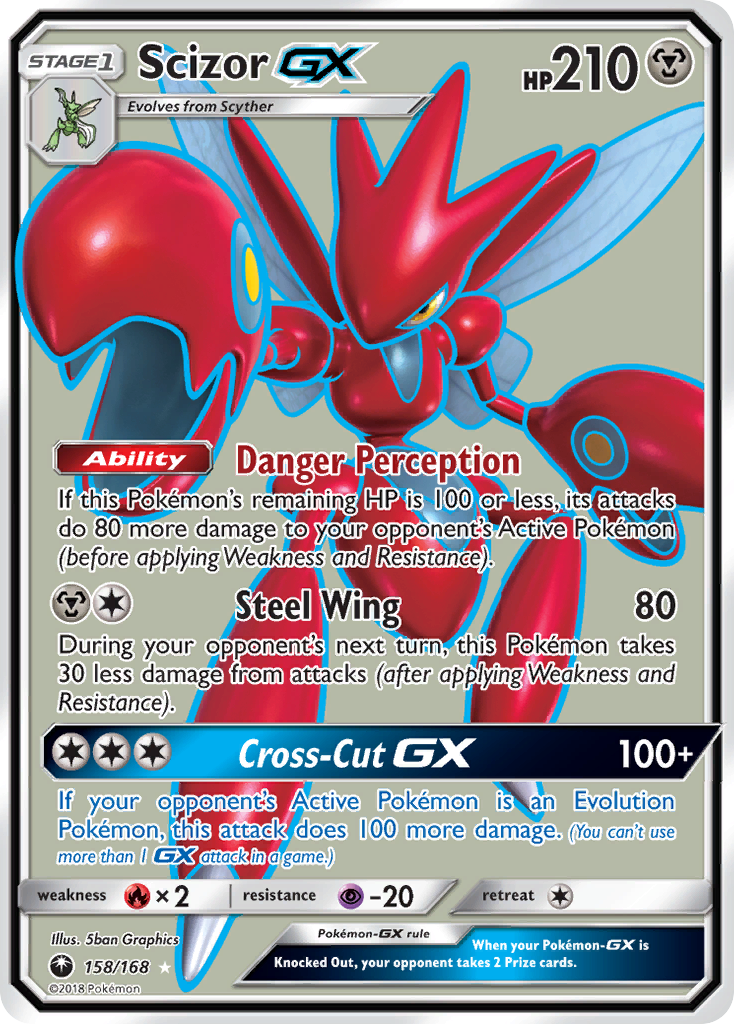 STAGE 1
Scizor GX
HP 210
Evolves from Scyther
Ability
Danger Perception
If this Pokémon's remaining HP is 100 or less, its attacks
do 80 more damage to your opponent's Active Pokémon
(before applying Weakness and Resistance).
Steel Wing 80
During your opponent's next turn, this Pokémon takes
30 less damage from attacks (after applying Weakness and
Resistance).
Cross-Cut GX 100+
If your opponent's Active Pokémon is an Evolution
Pokémon, this attack does 100 more damage. (You can't use
more than 1 GX attack in a game.)
weakness ×2 resistance -20 retreat
Illus. 5ban Graphics
158/168
©2018 Pokémon
Pokémon-GX rule
When your Pokémon-GX is
Knocked Out, your opponent takes 2 Prize cards.